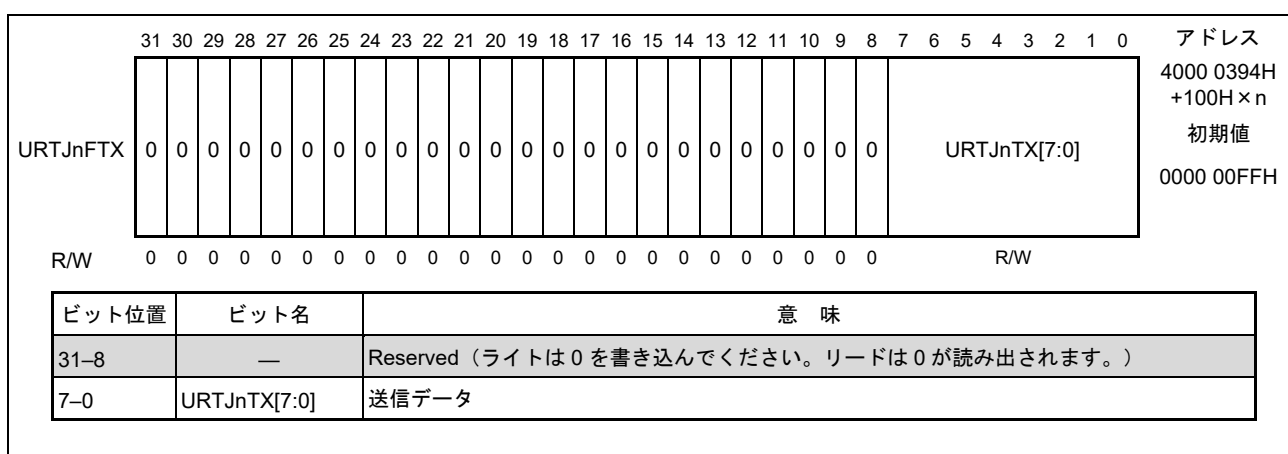 31 30 29 28 27 26 25 24 23 22 21 20 19 18 17 16 15 14 13 12 11 10 9 8 7 6 5 4 3 2 1 0 アドレス
4000 0394H
+100H×n
URTJnFTX 0 0 0 0 0 0 0 0 0 0 0 0 0 0 0 0 0 0 0 0 0 0 0 0 URTJnTX[7:0] 初期値
0000 00FFH
R/W 0 0 0 0 0 0 0 0 0 0 0 0 0 0 0 0 0 0 0 0 0 0 0 0 R/W
ビット位置 ビット名 意 味
31–8 — Reserved（ライトは 0 を書き込んでください。リードは 0 が読み出されます。）
7–0 URTJnTX[7:0] 送信データ